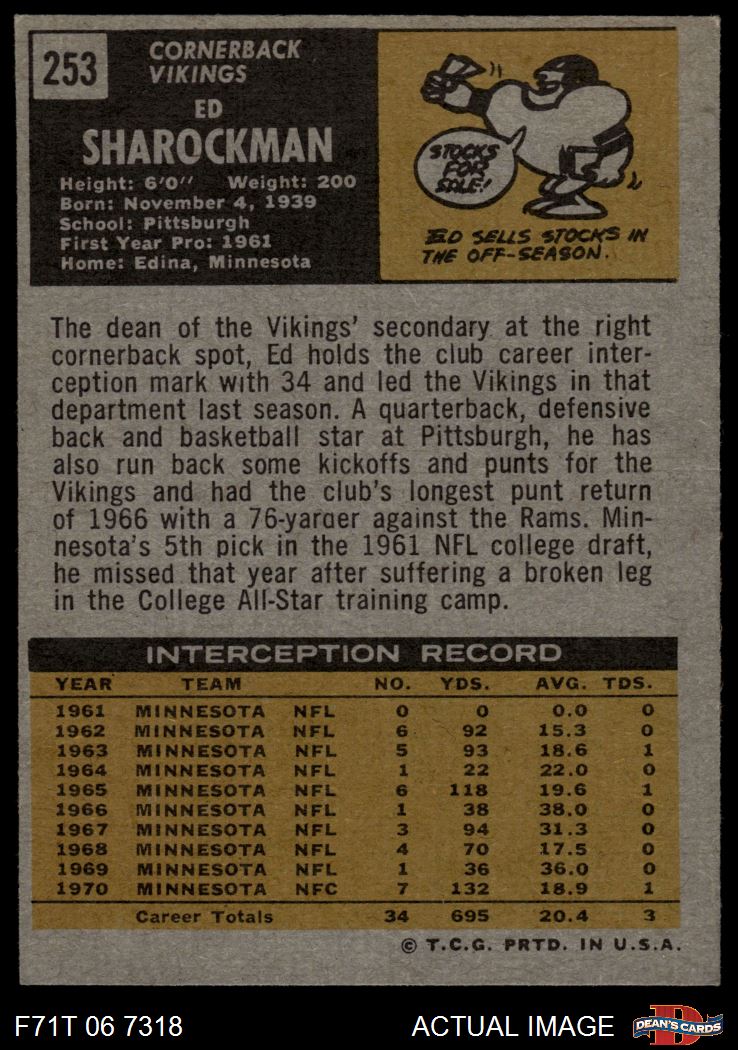 253
CORNERBACK
VIKINGS
ED
SHAROCKMAN
Height: 6'0" Weight: 200
Born: November 4, 1939
School: Pittsburgh
First Year Pro: 1961
Home: Edina, Minnesota
STOCKS
FOR
SALE!
ED SELLS STOCKS IN
THE OFF-SEASON.
The dean of the Vikings' secondary at the right
cornerback spot, Ed holds the club career inter-
ception mark with 34 and led the Vikings in that
department last season. A quarterback, defensive
back and basketball star at Pittsburgh, he has
also run back some kickoffs and punts for the
Vikings and had the club's longest punt return
of 1966 with a 76-yarder against the Rams. Min-
nesota's 5th pick in the 1961 NFL college draft,
he missed that year after suffering a broken leg
in the College All-Star training camp.
INTERCEPTION RECORD
YEAR TEAM NO. YDS. AVG. TDS.
1961 MINNESOTA NFL 0 0 0.0 0
1962 MINNESOTA NFL 6 92 15.3 0
1963 MINNESOTA NFL 5 93 18.6 1
1964 MINNESOTA NFL 1 22 22.0 0
1965 MINNESOTA NFL 6 118 19.6 1
1966 MINNESOTA NFL 1 38 38.0 0
1967 MINNESOTA NFL 3 94 31.3 0
1968 MINNESOTA NFL 4 70 17.5 0
1969 MINNESOTA NFL 1 36 36.0 0
1970 MINNESOTA NFC 7 132 18.9 1
Career Totals 34 695 20.4 3
© T.C.G. PRTD. IN U.S.A.
F71T 06 7318 ACTUAL IMAGE
D
DEAN'S CARDS